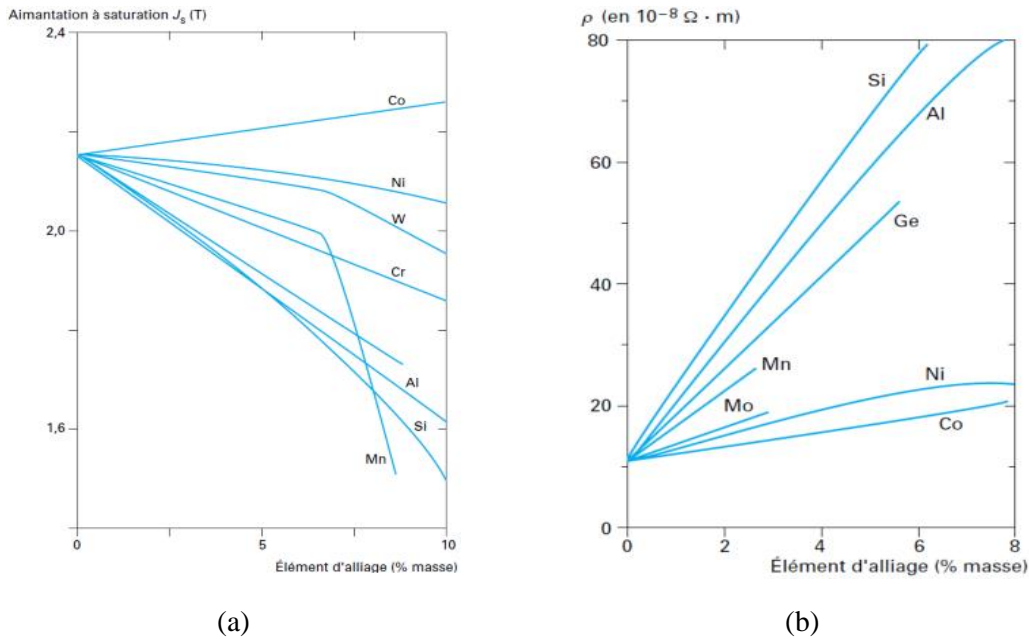 Aimantation à saturation Js (T)
2,4
2,0
1,6
Co
Ni
W
Cr
Al
Si
Mn
0
5
10
Élément d'alliage (% masse)
(a)
ρ (en 10⁻⁸ Ω · m)
80
60
40
20
0
Si
Al
Ge
Mn
Mo
Ni
Co
0
2
4
6
8
Élément d'alliage (% masse)
(b)